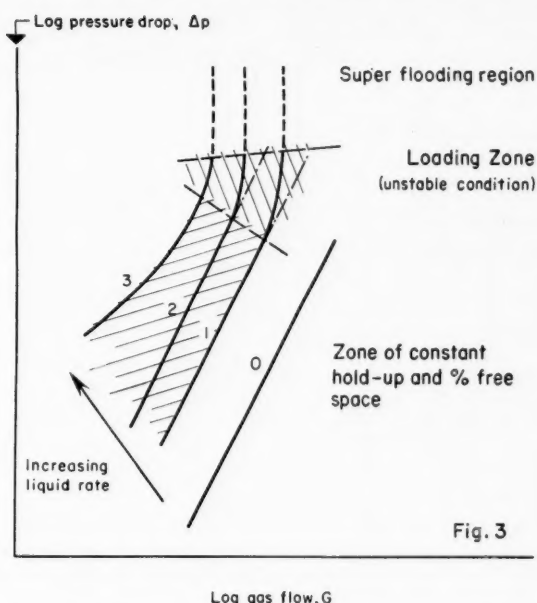 Log pressure drop, Δp
Super flooding region
Loading Zone
(unstable condition)
3
2
1
0
Zone of constant
hold-up and % free
space
Increasing
liquid rate
Fig. 3
Log gas flow, G